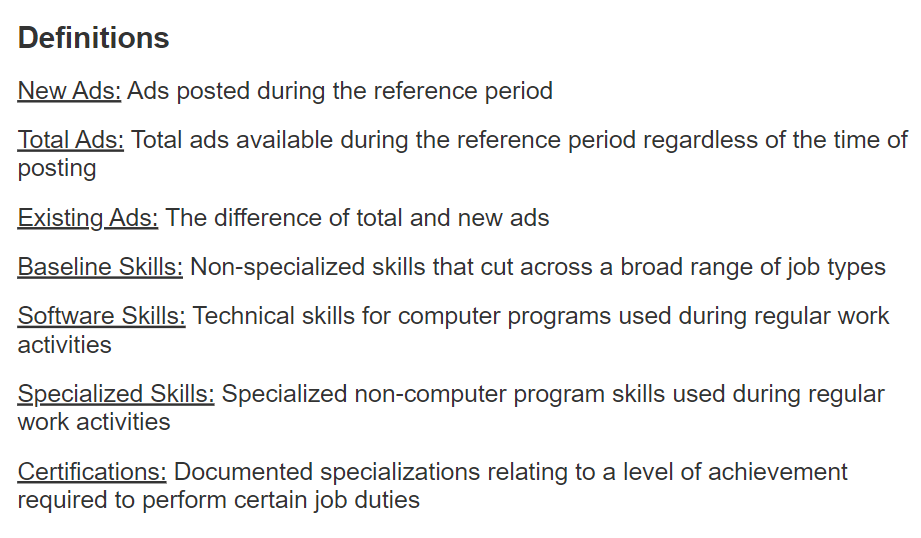 Definitions
New Ads: Ads posted during the reference period
Total Ads: Total ads available during the reference period regardless of the time of
posting
Existing Ads: The difference of total and new ads
Baseline Skills: Non-specialized skills that cut across a broad range of job types
Software Skills: Technical skills for computer programs used during regular work
activities
Specialized Skills: Specialized non-computer program skills used during regular
work activities
Certifications: Documented specializations relating to a level of achievement
required to perform certain job duties